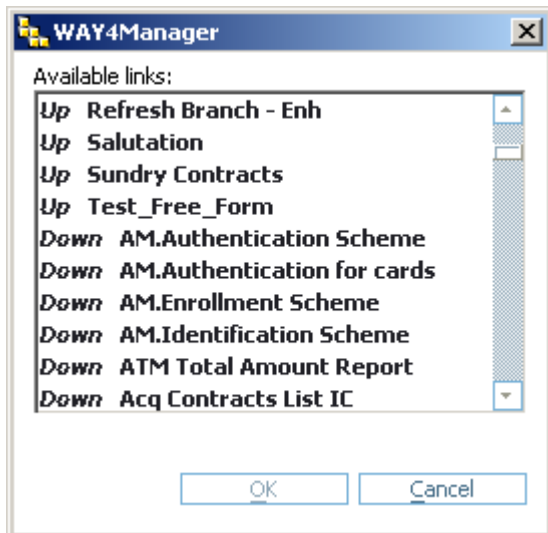 WAY4Manager
Available links:
Up Refresh Branch - Enh
Up Salutation
Up Sundry Contracts
Up Test_Free_Form
Down AM.Authentication Scheme
Down AM.Authentication for cards
Down AM.Enrollment Scheme
Down AM.Identification Scheme
Down ATM Total Amount Report
Down Acq Contracts List IC
OK Cancel